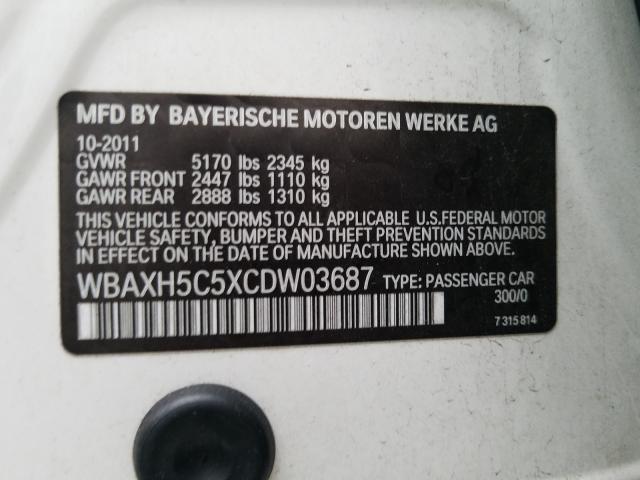 MFD BY BAYERISCHE MOTOREN WERKE AG
10-2011
GVWR 5170 lbs 2345 kg
GAWR FRONT 2447 lbs 1110 kg
GAWR REAR 2888 lbs 1310 kg
THIS VEHICLE CONFORMS TO ALL APPLICABLE U.S.FEDERAL MOTOR
VEHICLE SAFETY, BUMPER, AND THEFT PREVENTION STANDARDS
IN EFFECT ON THE DATE OF MANUFACTURE SHOWN ABOVE.
WBAXH5C5XCDW03687 TYPE: PASSENGER CAR
300/0
7 315 814